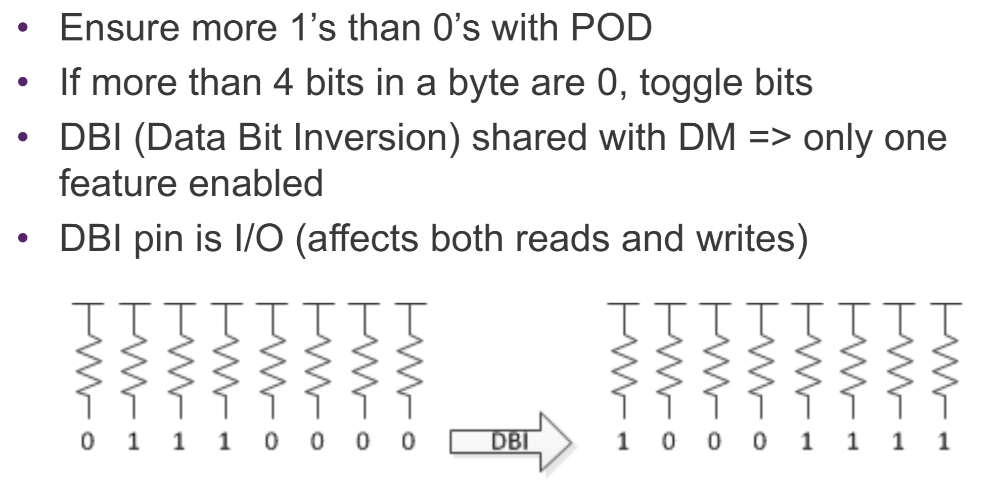 • Ensure more 1’s than 0’s with POD
• If more than 4 bits in a byte are 0, toggle bits
• DBI (Data Bit Inversion) shared with DM => only one
feature enabled
• DBI pin is I/O (affects both reads and writes)
0 1 1 1 0 0 0 0 DBI 1 0 0 0 1 1 1 1